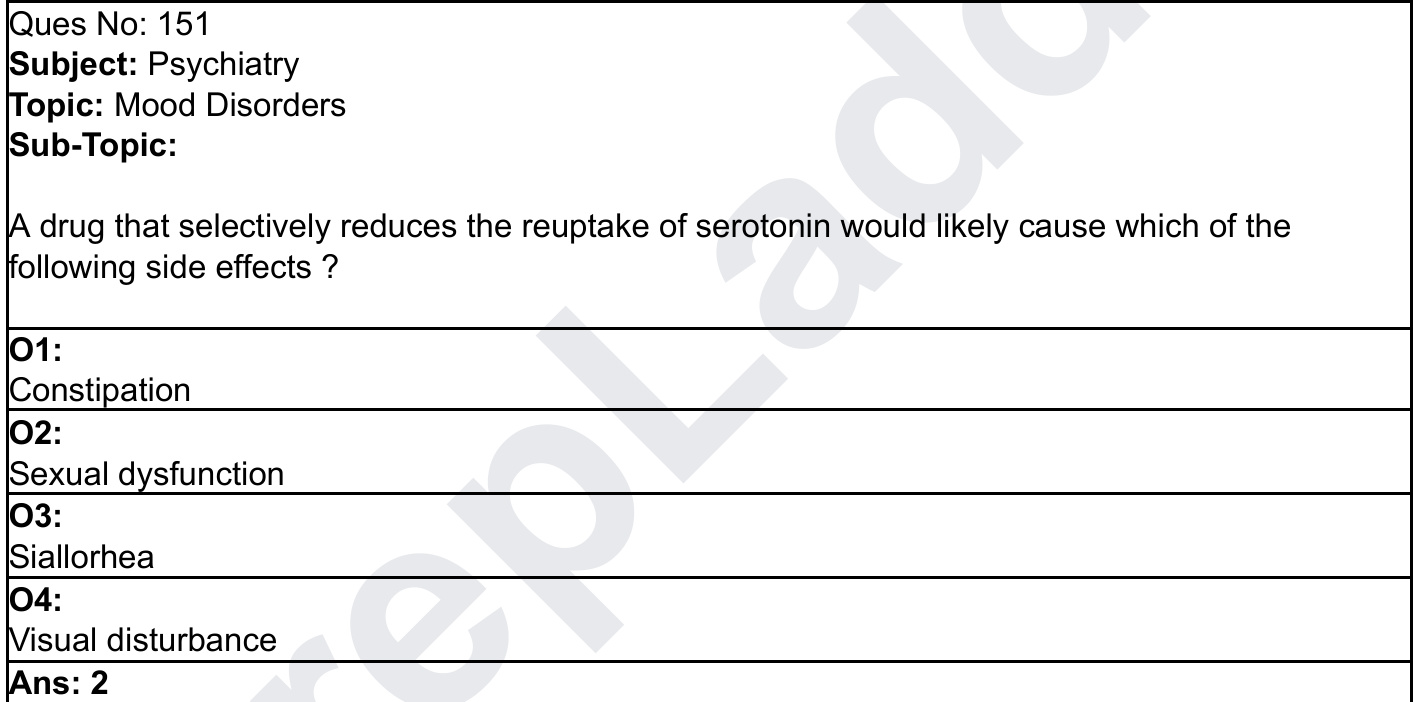 Ques No: 151
Subject: Psychiatry
Topic: Mood Disorders
Sub-Topic:
A drug that selectively reduces the reuptake of serotonin would likely cause which of the
following side effects ?
O1:
Constipation
O2:
Sexual dysfunction
O3:
Siallorhea
O4:
Visual disturbance
Ans: 2
repLadd